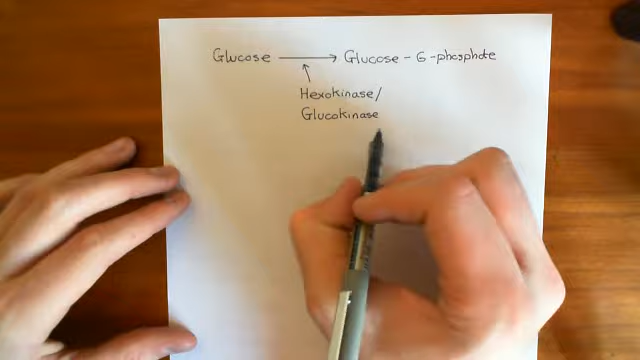 Glucose ⟶ Glucose - 6 - phosphate
Hexokinase/
Glucokinase